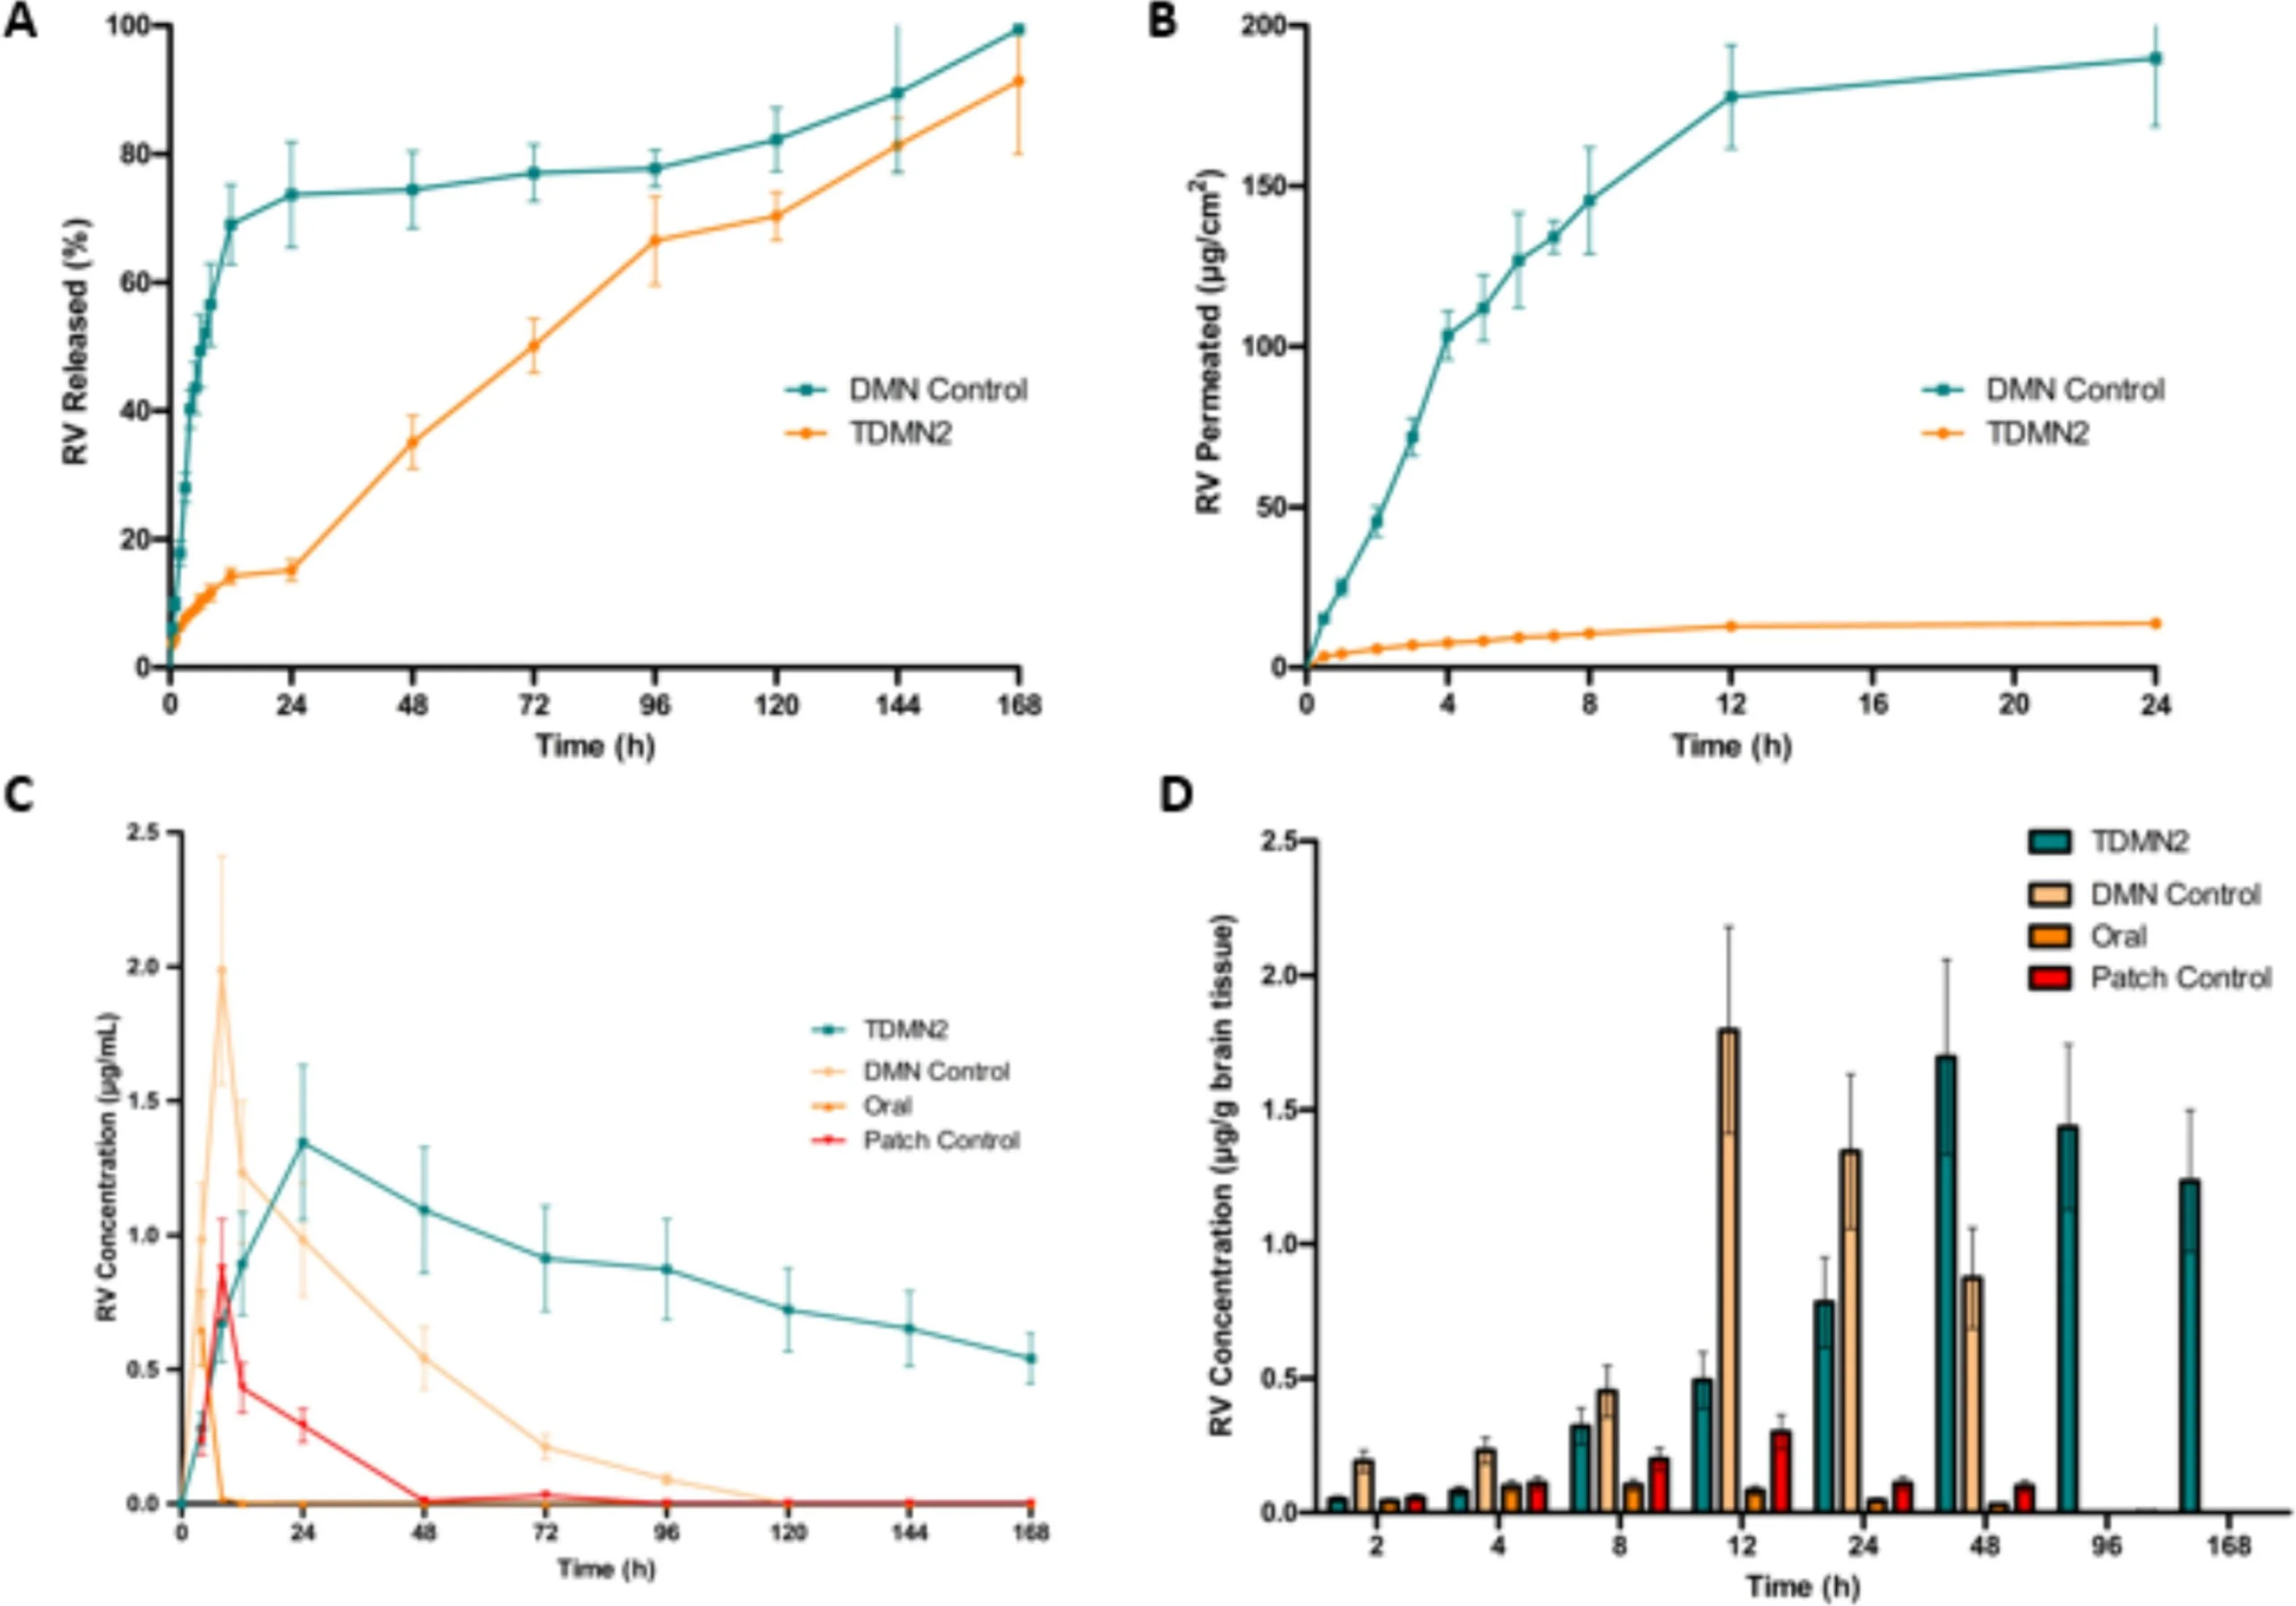 A
100
80
60
40
20
0
RV Released (%)
DMN Control
TDMN2
0 24 48 72 96 120 144 168
Time (h)
B
200
150
100
50
0
RV Permeated (µg/cm²)
DMN Control
TDMN2
0 4 8 12 16 20 24
Time (h)
C
2.5
2.0
1.5
1.0
0.5
0.0
RV Concentration (µg/mL)
TDMN2
DMN Control
Oral
Patch Control
0 24 48 72 96 120 144 168
Time (h)
D
2.5
2.0
1.5
1.0
0.5
0.0
RV Concentration (µg/g brain tissue)
TDMN2
DMN Control
Oral
Patch Control
2 4 8 12 24 48 96 168
Time (h)